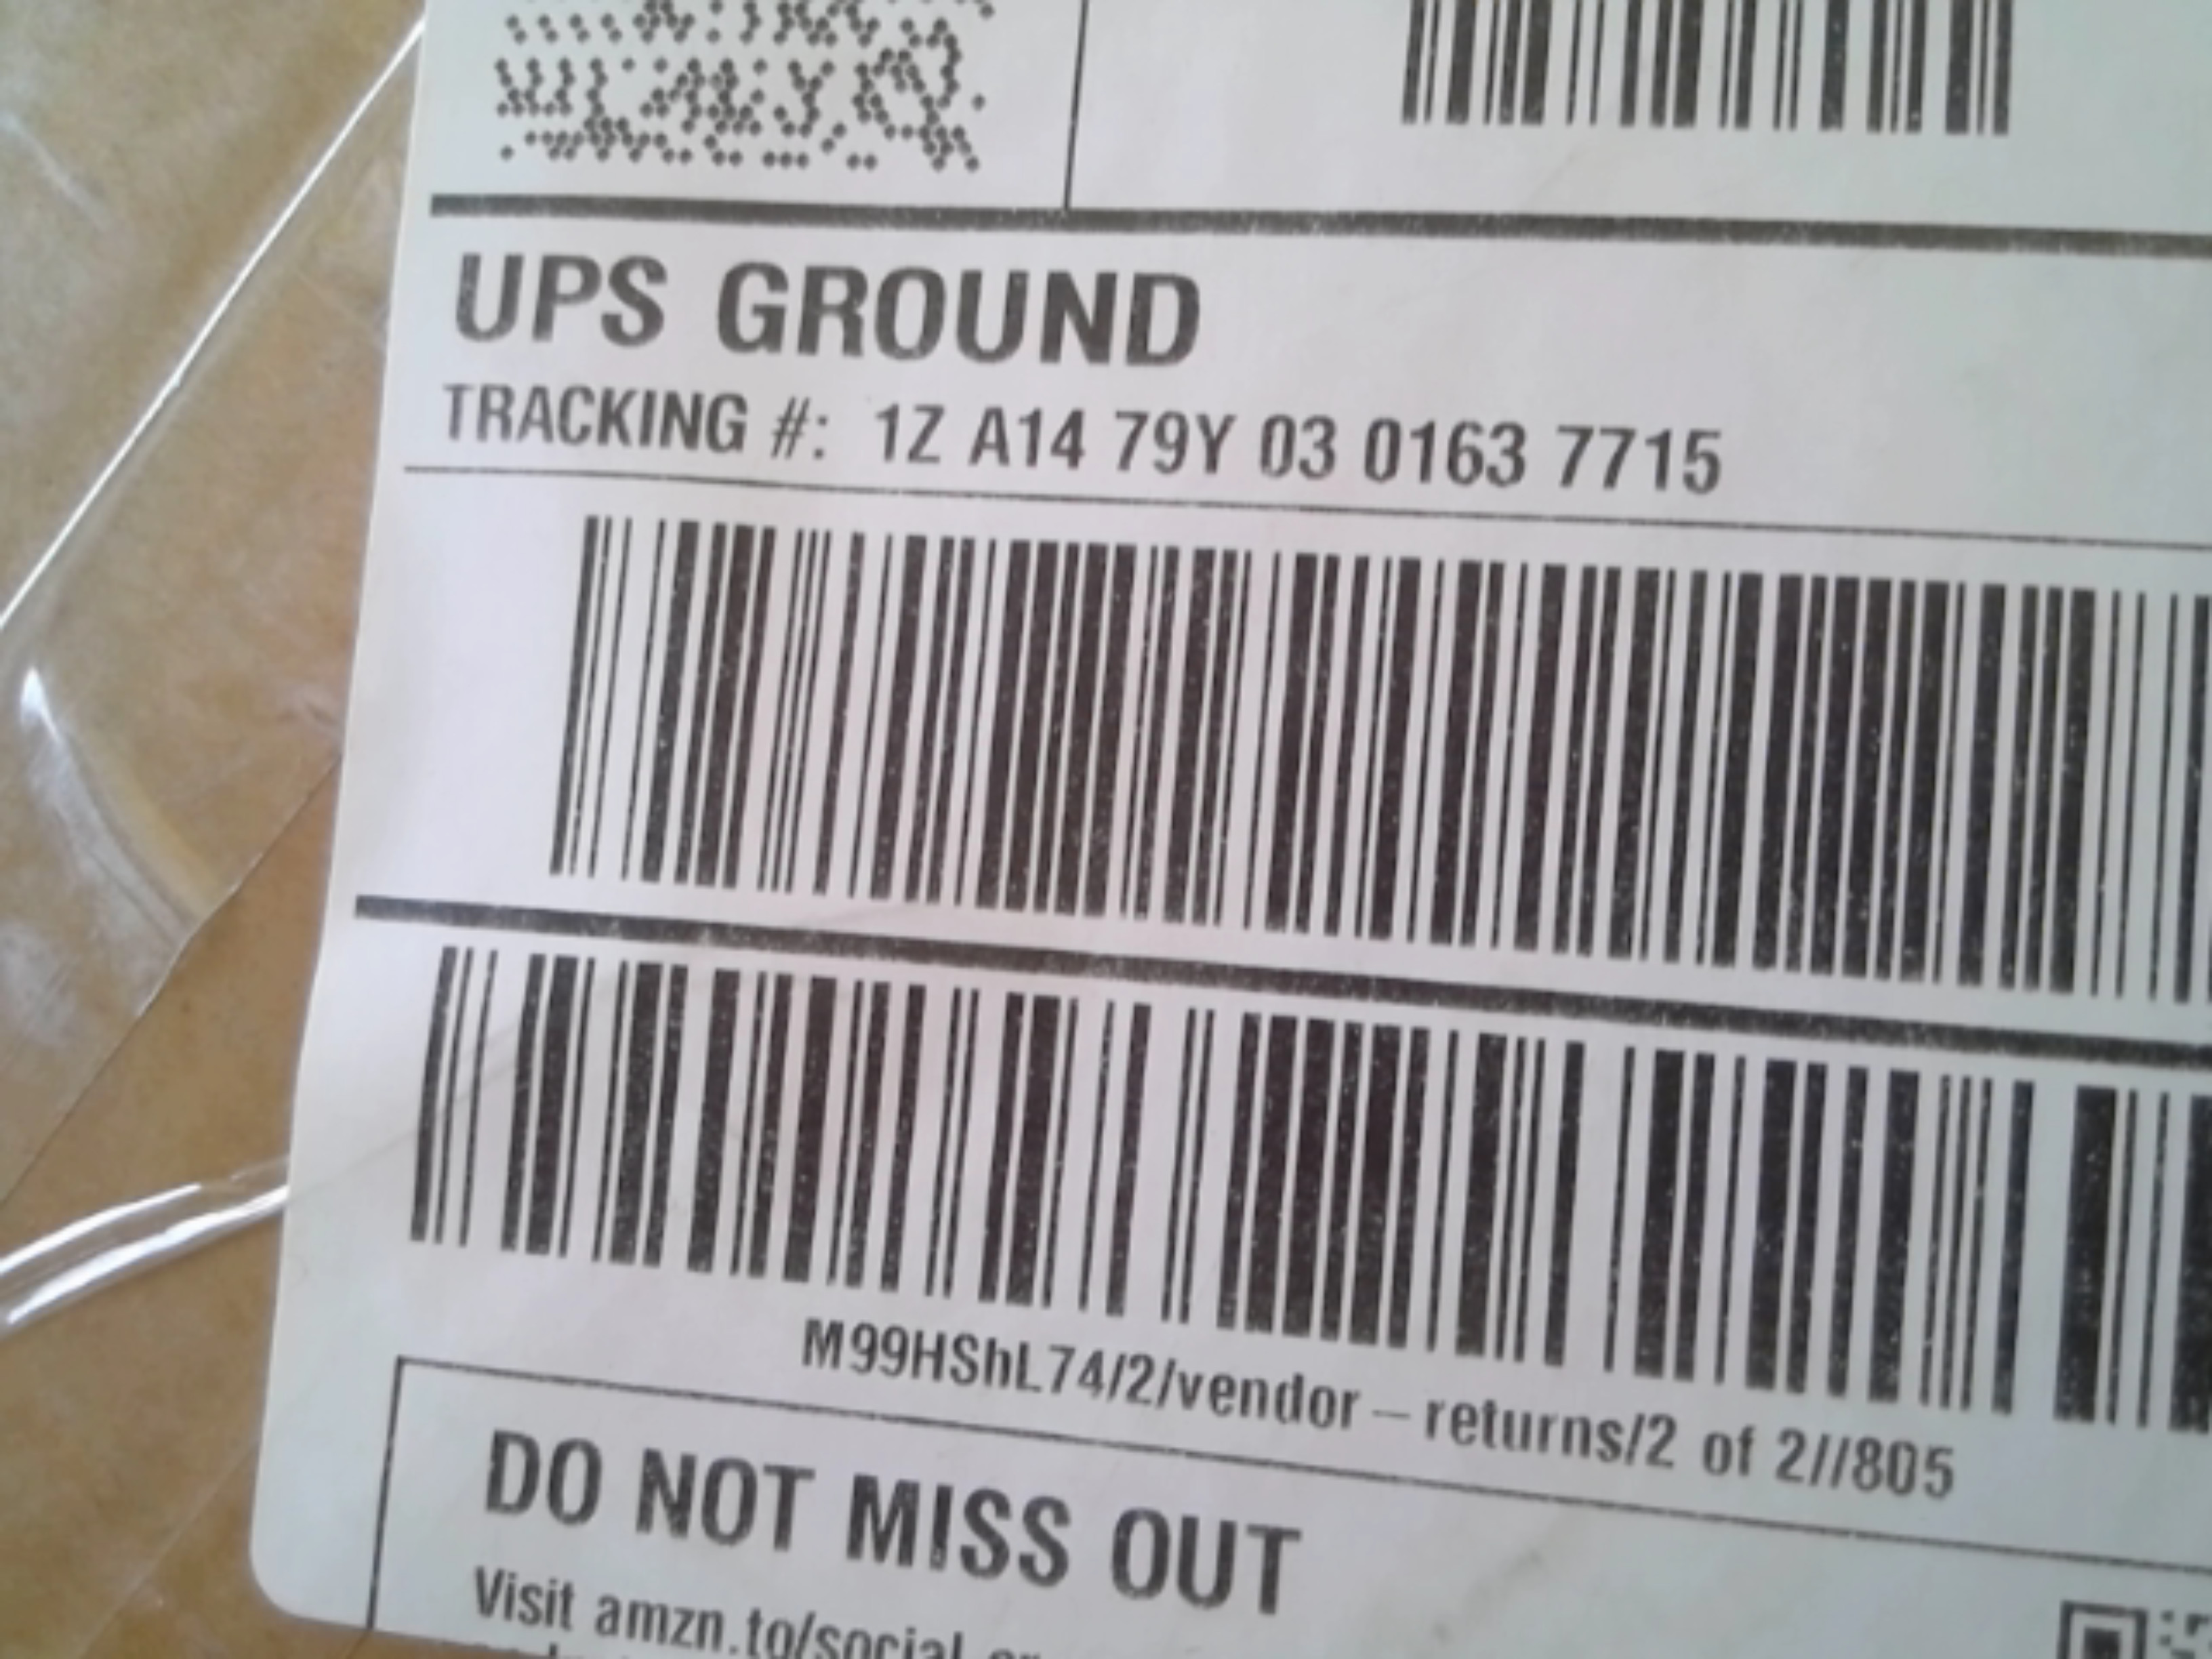 UPS GROUND
TRACKING #: 1Z A14 79Y 03 0163 7715
M99HShL74/2/vendor – returns/2 of 2//805
DO NOT MISS OUT
Visit amzn.to/social or